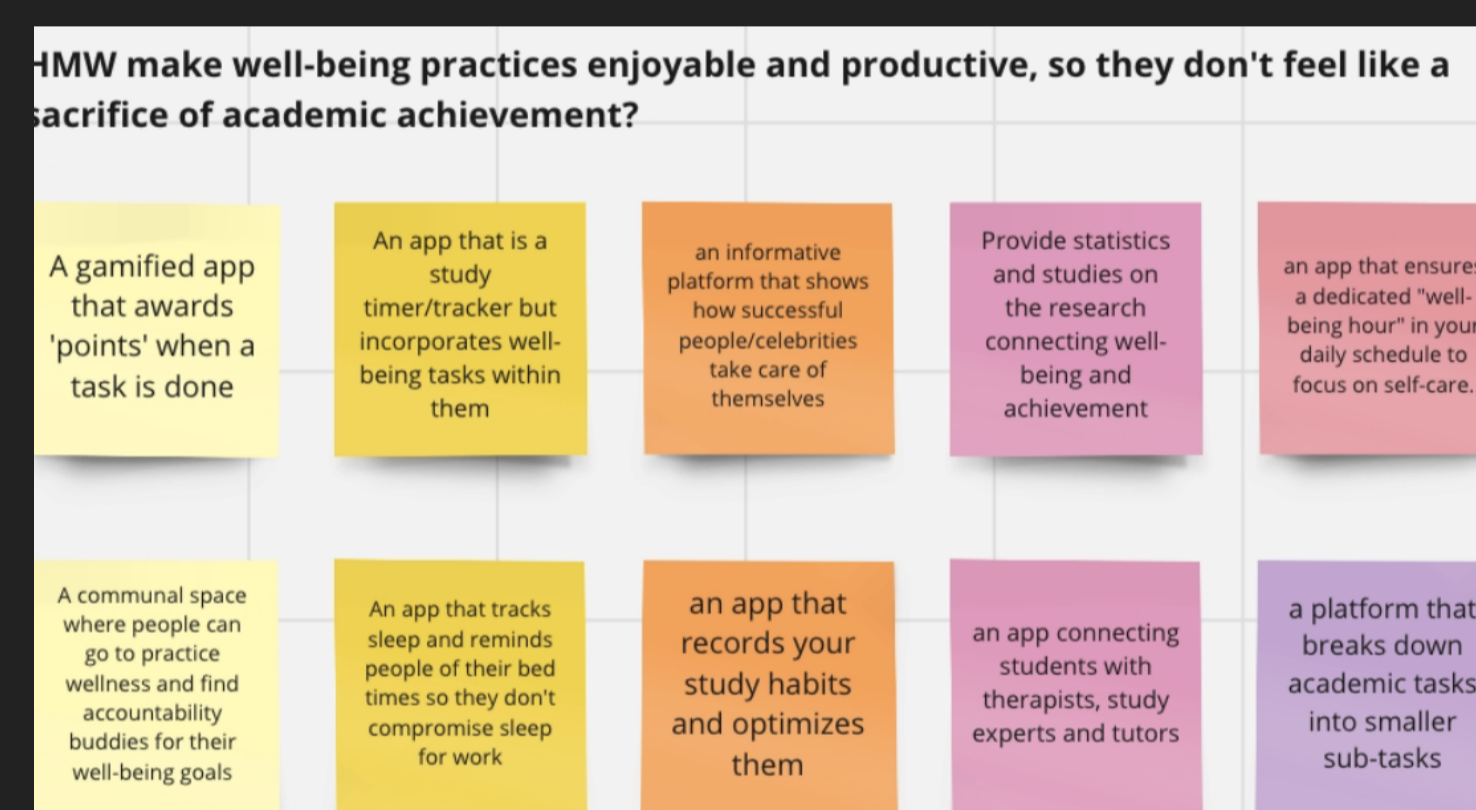 HMW make well-being practices enjoyable and productive, so they don't feel like a
sacrifice of academic achievement?
A gamified app
that awards
'points' when a
task is done
An app that is a
study
timer/tracker but
incorporates well-
being tasks within
them
an informative
platform that shows
how successful
people/celebrities
take care of
themselves
Provide statistics
and studies on
the research
connecting well-
being and
achievement
an app that ensures
a dedicated "well-
being hour" in your
daily schedule to
focus on self-care.
A communal space
where people can
go to practice
wellness and find
accountability
buddies for their
well-being goals
An app that tracks
sleep and reminds
people of their bed
times so they don't
compromise sleep
for work
an app that
records your
study habits
and optimizes
them
an app connecting
students with
therapists, study
experts and tutors
a platform that
breaks down
academic tasks
into smaller
sub-tasks